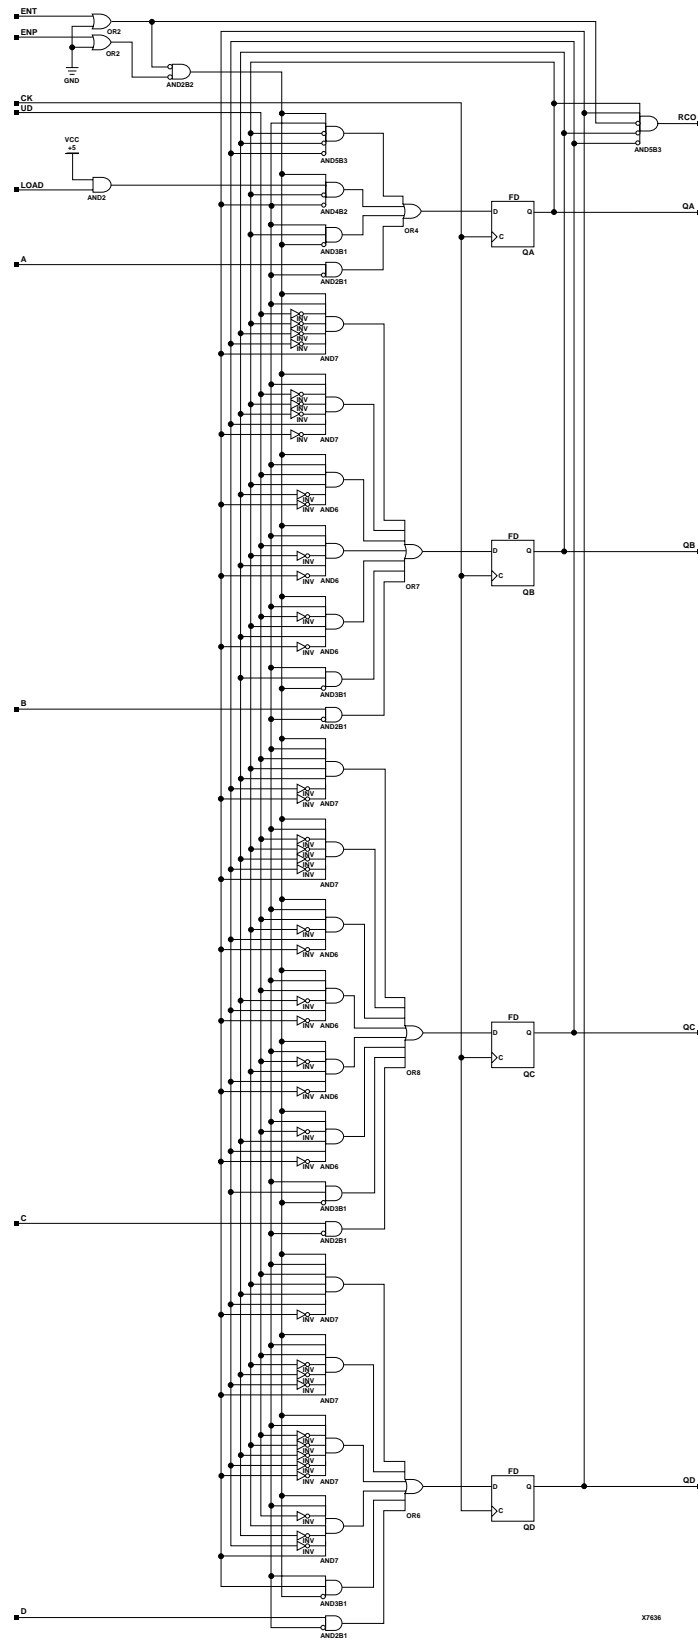 ENT
OR2
ENP
OR2
GND
AND2B2
CK
UD
RCO
VCC
+5
AND5B3
AND5B3
LOAD
AND2
AND4B2
OR4
FD
D
Q
C
QA
QA
AND3B1
A
AND2B1
INV
INV
INV
INV
AND7
INV
INV
INV
INV
AND7
INV
INV
AND6
INV
INV
AND6
OR7
FD
D
Q
C
QB
QB
INV
INV
AND6
AND3B1
B
AND2B1
INV
INV
AND7
INV
INV
INV
INV
AND7
INV
INV
AND6
INV
INV
AND6
OR8
FD
D
Q
C
QC
QC
INV
INV
AND6
INV
INV
AND6
AND3B1
C
AND2B1
INV
AND7
INV
INV
INV
AND7
INV
INV
INV
INV
INV
AND7
OR6
FD
D
Q
C
QD
QD
INV
INV
INV
AND7
AND3B1
D
AND2B1
X7636